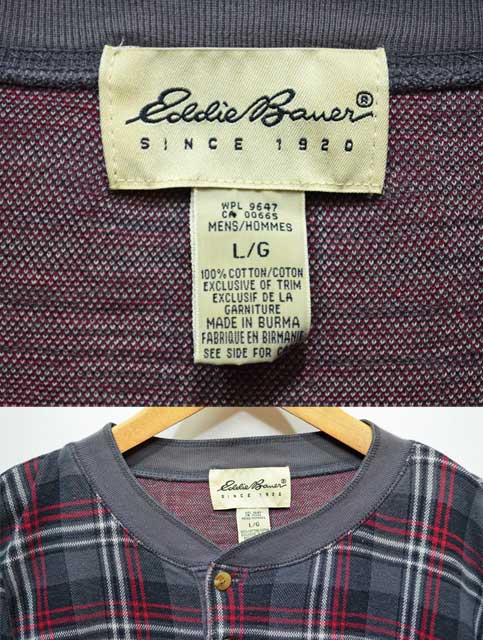 Eddie Bauer®
SINCE 1920
WPL 9647
CA 00665
MENS/HOMMES
L/G
100% COTTON/COTON
EXCLUSIVE OF TRIM
EXCLUSIF DE LA
GARNITURE
MADE IN BURMA
FABRIQUE EN BIRMANIE
SEE SIDE FOR
Eddie Bauer®
SINCE 1920
L/G